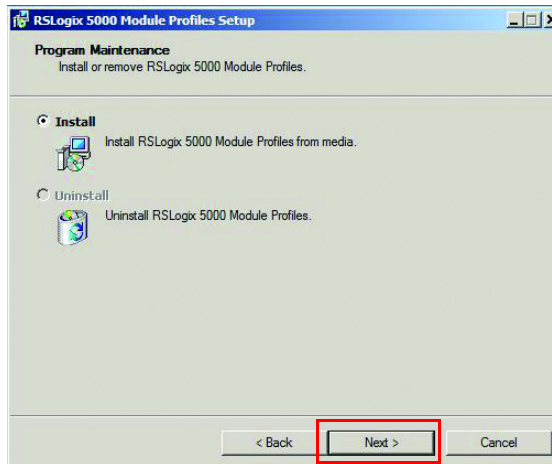 RSLogix 5000 Module Profiles Setup
Program Maintenance
Install or remove RSLogix 5000 Module Profiles.
Install
Install RSLogix 5000 Module Profiles from media.
Uninstall
Uninstall RSLogix 5000 Module Profiles.
< Back Next > Cancel